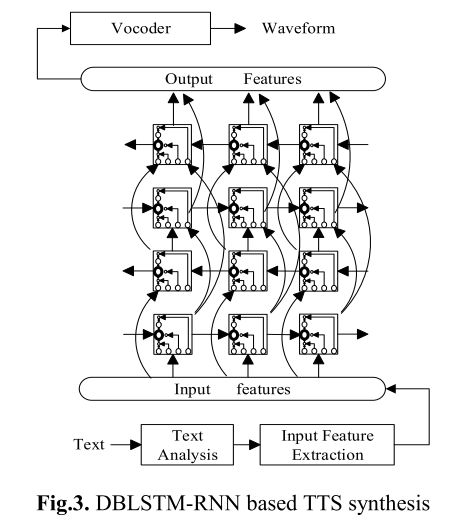 Vocoder Waveform
Output Features
Input features
Text Text Analysis Input Feature Extraction
Fig.3. DBLSTM-RNN based TTS synthesis